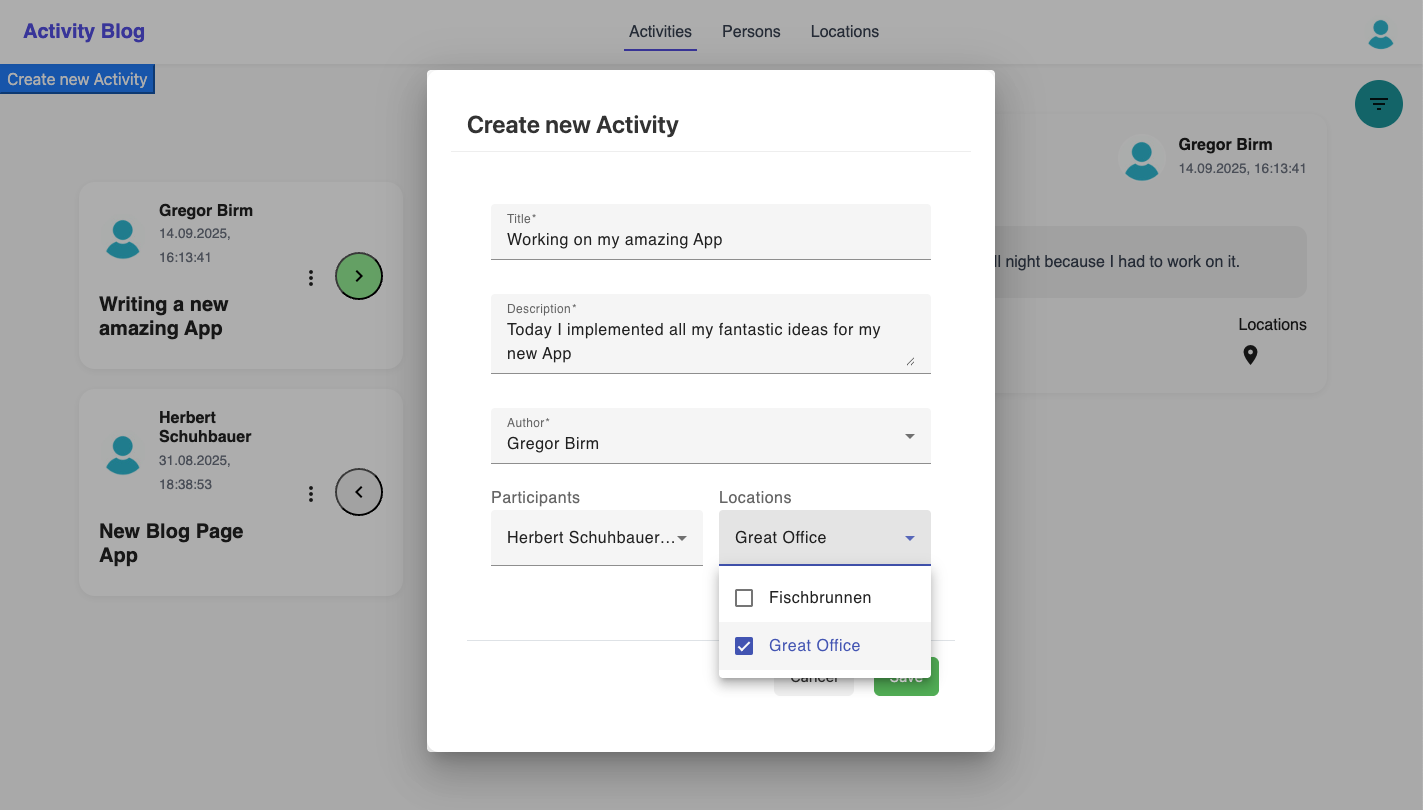 Activity Blog
Activities
Persons
Locations
Create new Activity
Gregor Birm
14.09.2025,
16:13:41
Writing a new
amazing App
Herbert
Schuhbauer
31.08.2025,
18:38:53
New Blog Page
App
Create new Activity
Title*
Working on my amazing App
Description*
Today I implemented all my fantastic ideas for my
new App
Author*
Gregor Birm
Participants
Locations
Herbert Schuhbauer...
Great Office
Fischbrunnen
Great Office
Cancel
Save
Gregor Birm
14.09.2025, 16:13:41
night because I had to work on it.
Locations